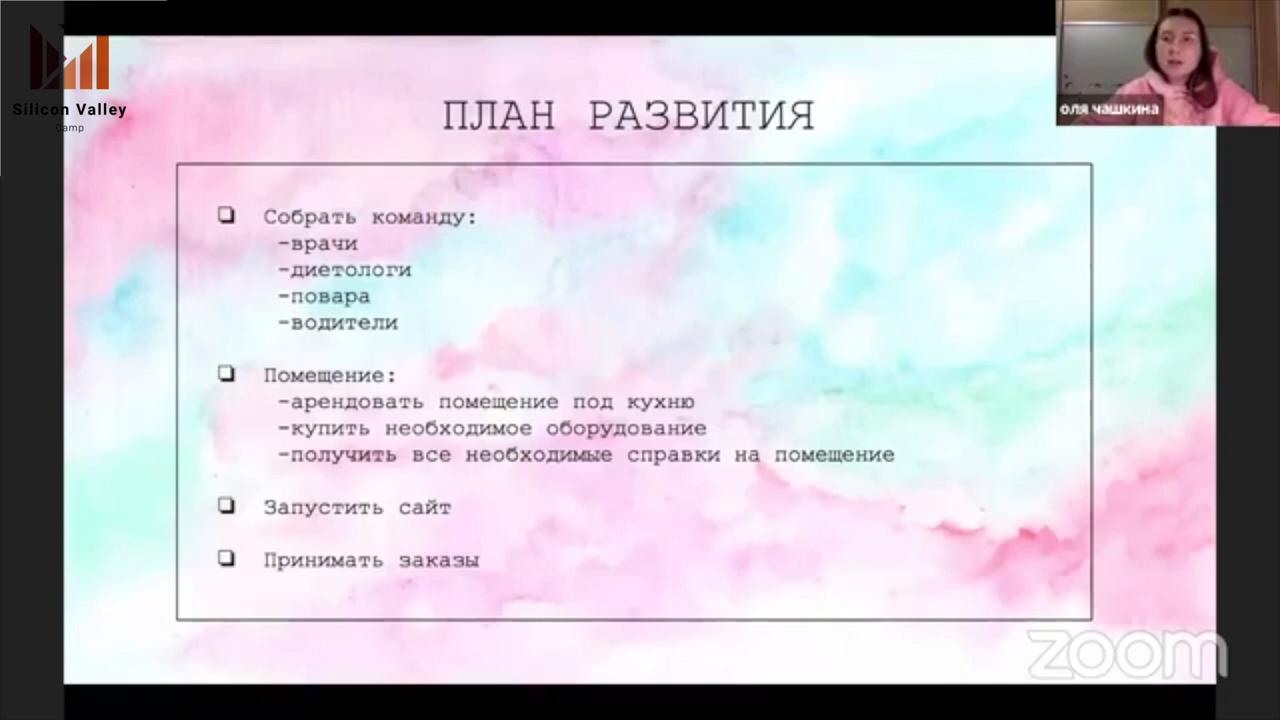 Silicon Valley
Camp
оля чашкина
ПЛАН РАЗВИТИЯ
❏ Собрать команду:
-врачи
-диетологи
-повара
-водители
❏ Помещение:
-арендовать помещение под кухню
-купить необходимое оборудование
-получить все необходимые справки на помещение
❏ Запустить сайт
❏ Принимать заказы
zoom